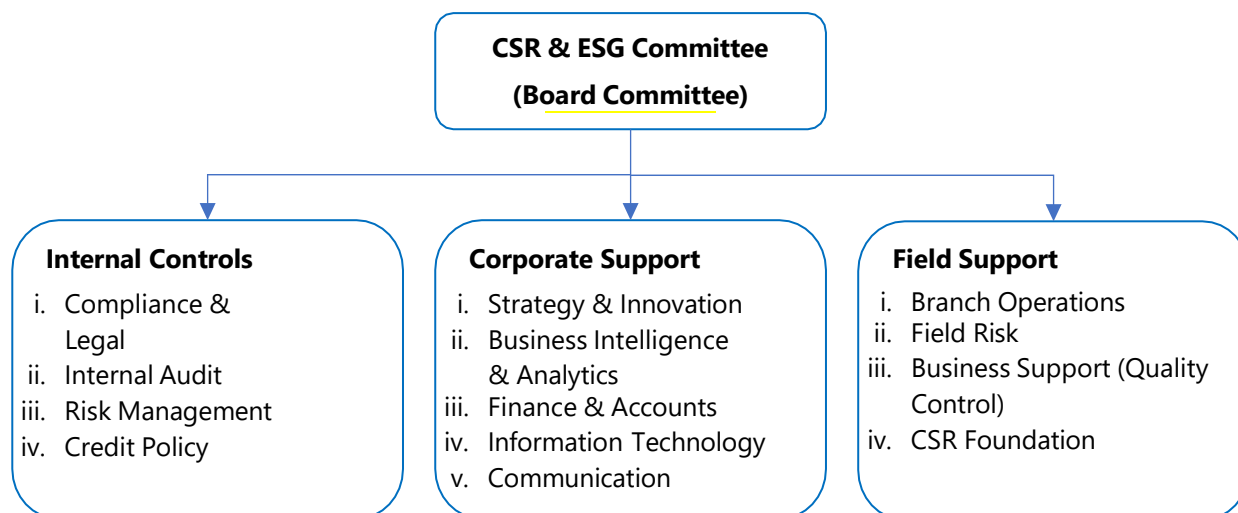 CSR & ESG Committee
(Board Committee)
Internal Controls
i. Compliance &
Legal
ii. Internal Audit
iii. Risk Management
iv. Credit Policy
Corporate Support
i. Strategy & Innovation
ii. Business Intelligence
& Analytics
iii. Finance & Accounts
iv. Information Technology
v. Communication
Field Support
i. Branch Operations
ii. Field Risk
iii. Business Support (Quality
Control)
iv. CSR Foundation